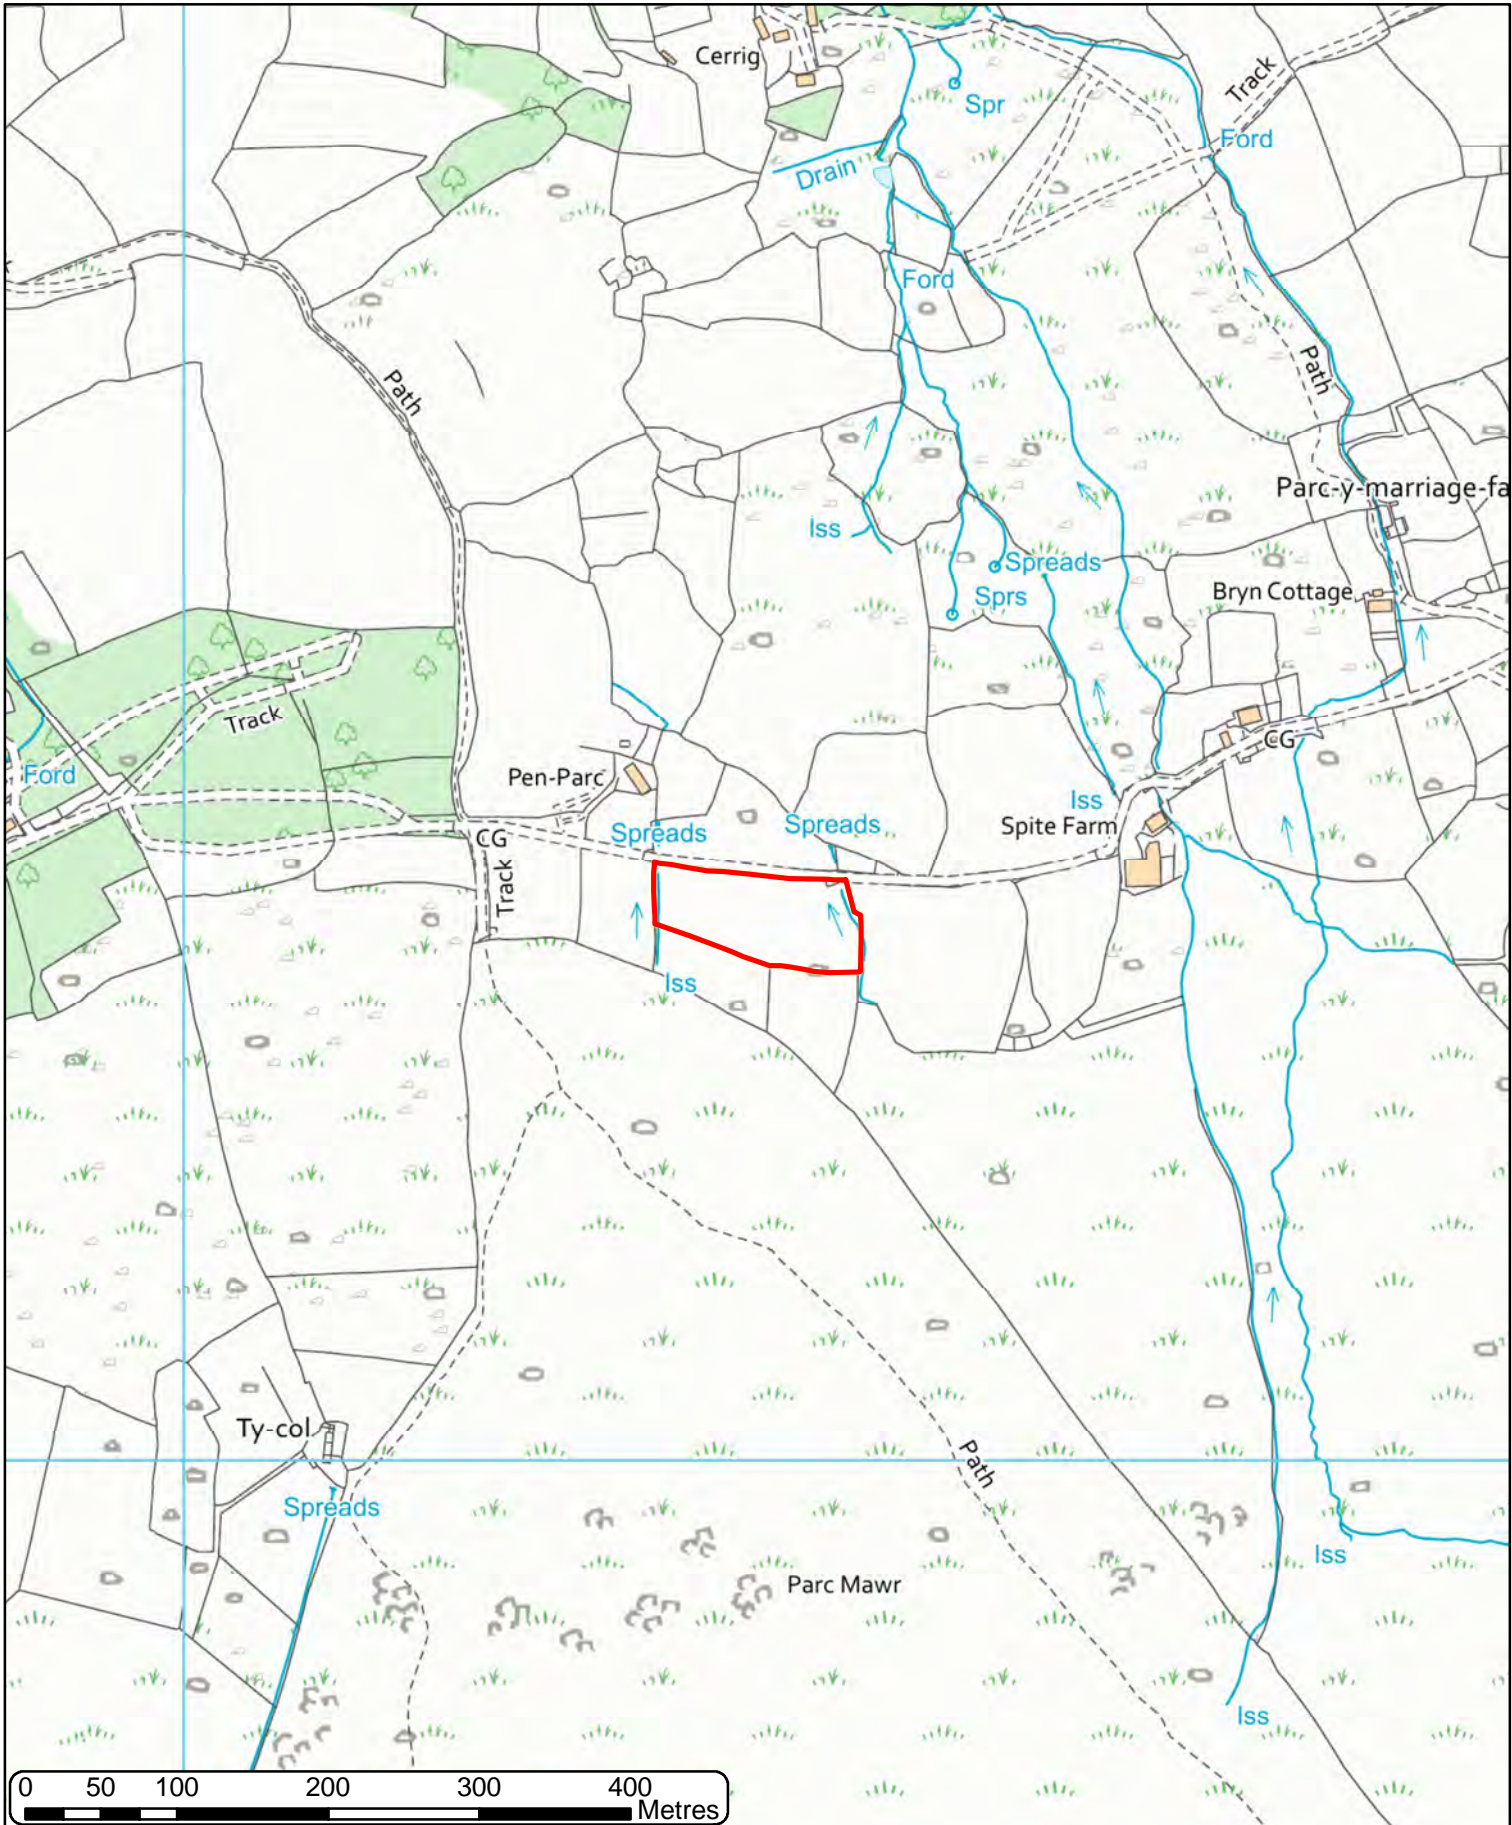 Cerrig
Track
Spr
Ford
Drain
Ford
Path
Path
Parc-y-marriage-fa
Iss
Spreads
Sprs
Bryn Cottage
Track
CG
Ford
Pen-Parc
Iss
Spreads
Spreads
Spite Farm
CG
Track
Iss
Ty-col
Path
Spreads
Iss
Parc Mawr
Iss
0 50 100 200 300 400
Metres